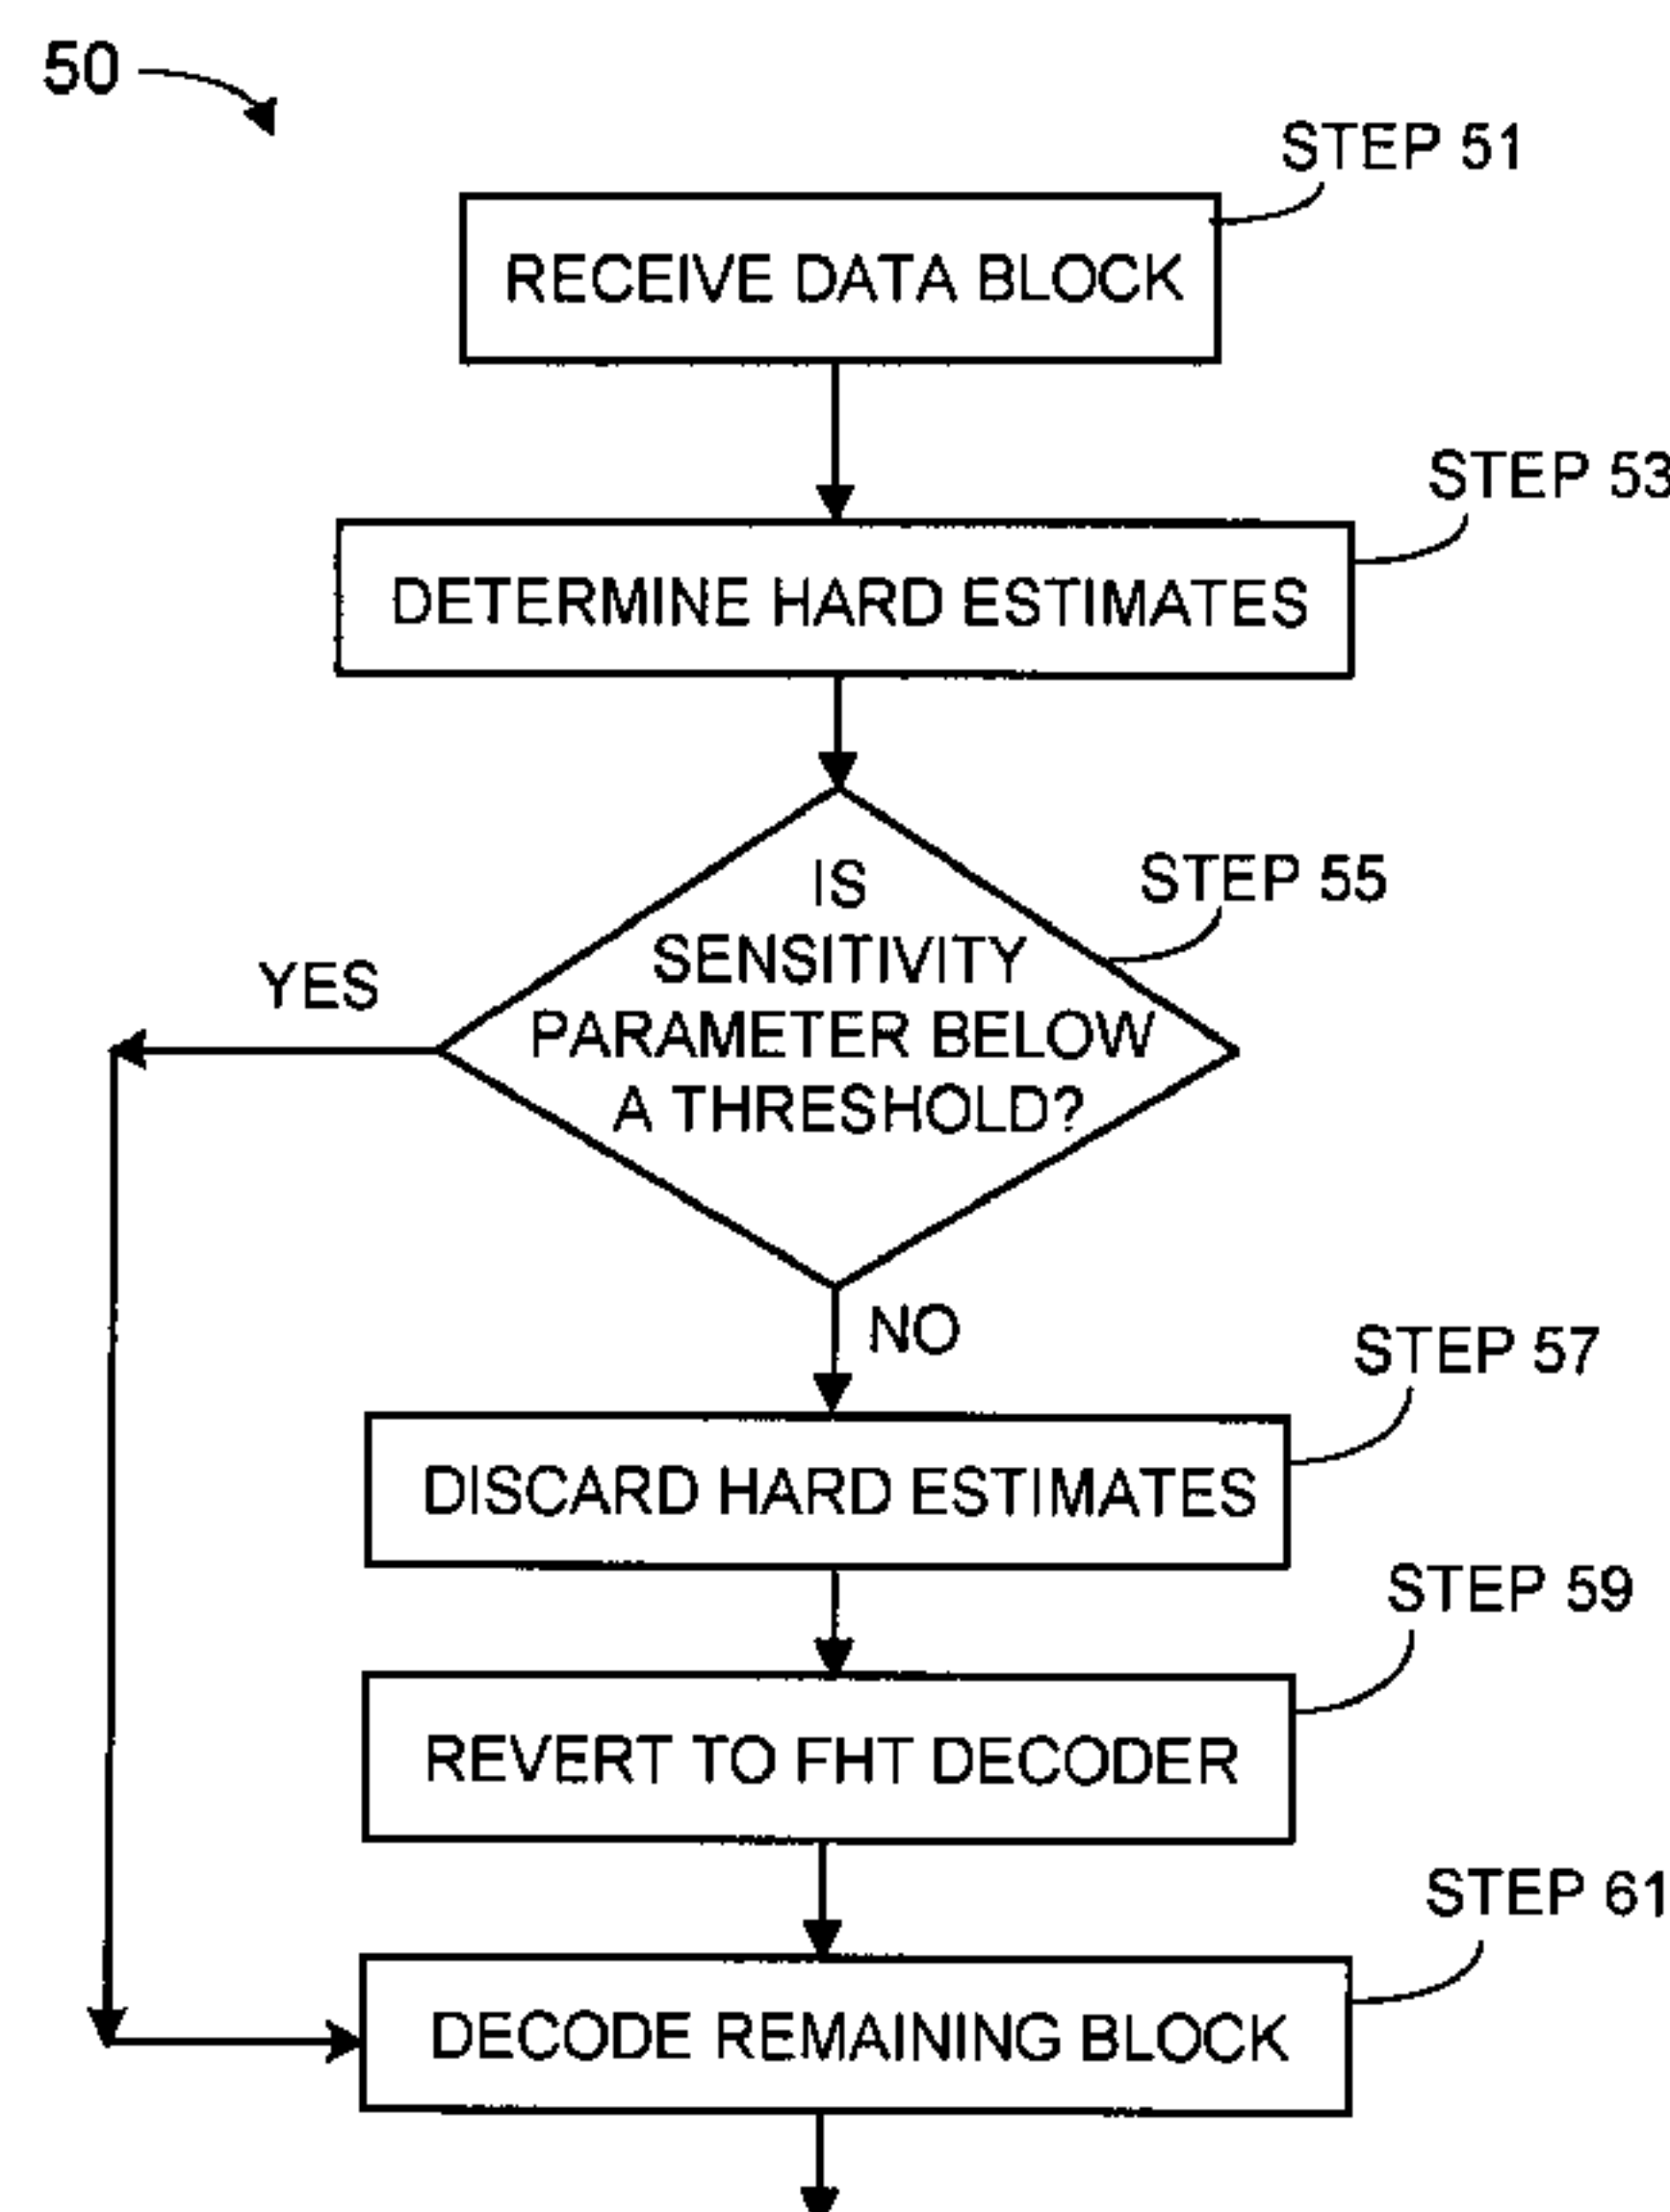 50
STEP 51
RECEIVE DATA BLOCK
STEP 53
DETERMINE HARD ESTIMATES
STEP 55
IS
SENSITIVITY
PARAMETER BELOW
A THRESHOLD?
YES
NO
STEP 57
DISCARD HARD ESTIMATES
STEP 59
REVERT TO FHT DECODER
STEP 61
DECODE REMAINING BLOCK